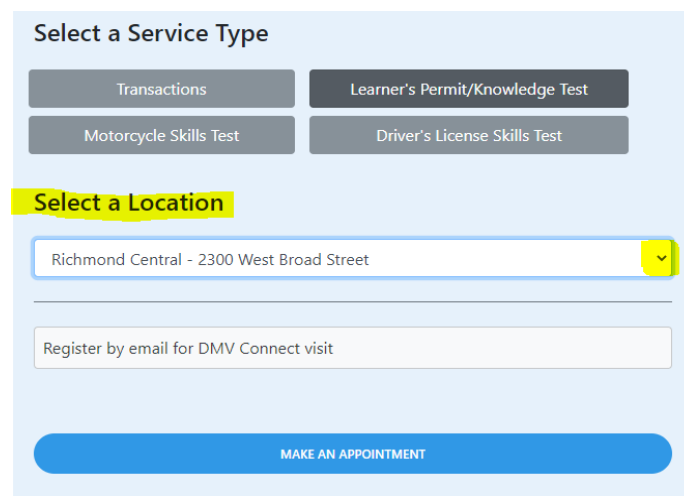 Select a Service Type
Transactions
Learner's Permit/Knowledge Test
Motorcycle Skills Test
Driver's License Skills Test
Select a Location
Richmond Central - 2300 West Broad Street
Register by email for DMV Connect visit
MAKE AN APPOINTMENT